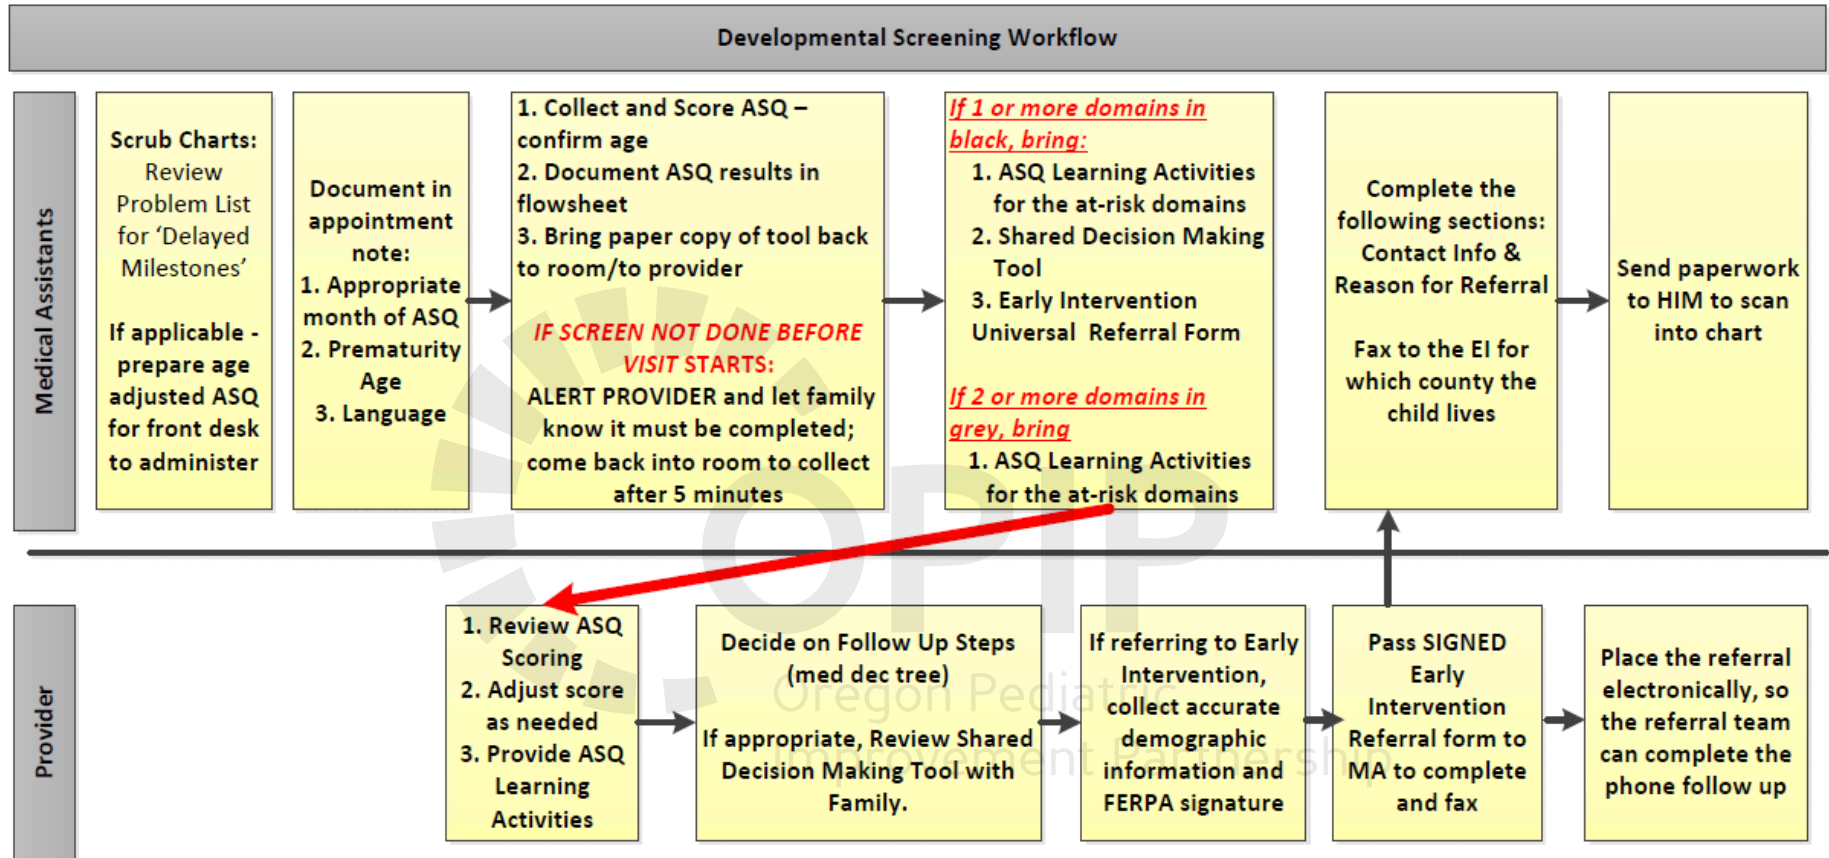 Developmental Screening Workflow
Medical Assistants
Scrub Charts:
Review
Problem List
for ‘Delayed
Milestones’
If applicable -
prepare age
adjusted ASQ
for front desk
to administer
Document in
appointment
note:
1. Appropriate
month of ASQ
2. Prematurity
Age
3. Language
1. Collect and Score ASQ –
confirm age
2. Document ASQ results in
flowsheet
3. Bring paper copy of tool back
to room/to provider
IF SCREEN NOT DONE BEFORE
VISIT STARTS:
ALERT PROVIDER and let family
know it must be completed;
come back into room to collect
after 5 minutes
If 1 or more domains in
black, bring:
1. ASQ Learning Activities
for the at-risk domains
2. Shared Decision Making
Tool
3. Early Intervention
Universal Referral Form
If 2 or more domains in
grey, bring
1. ASQ Learning Activities
for the at-risk domains
Complete the
following sections:
Contact Info &
Reason for Referral
Fax to the EI for
which county the
child lives
Send paperwork
to HIM to scan
into chart
Provider
1. Review ASQ
Scoring
2. Adjust score
as needed
3. Provide ASQ
Learning
Activities
Decide on Follow Up Steps
(med dec tree)
If appropriate, Review Shared
Decision Making Tool with
Family.
If referring to Early
Intervention,
collect accurate
demographic
information and
FERPA signature
Pass SIGNED
Early
Intervention
Referral form to
MA to complete
and fax
Place the referral
electronically, so
the referral team
can complete the
phone follow up
OPIP
Oregon Pediatric
Improvement Partnership